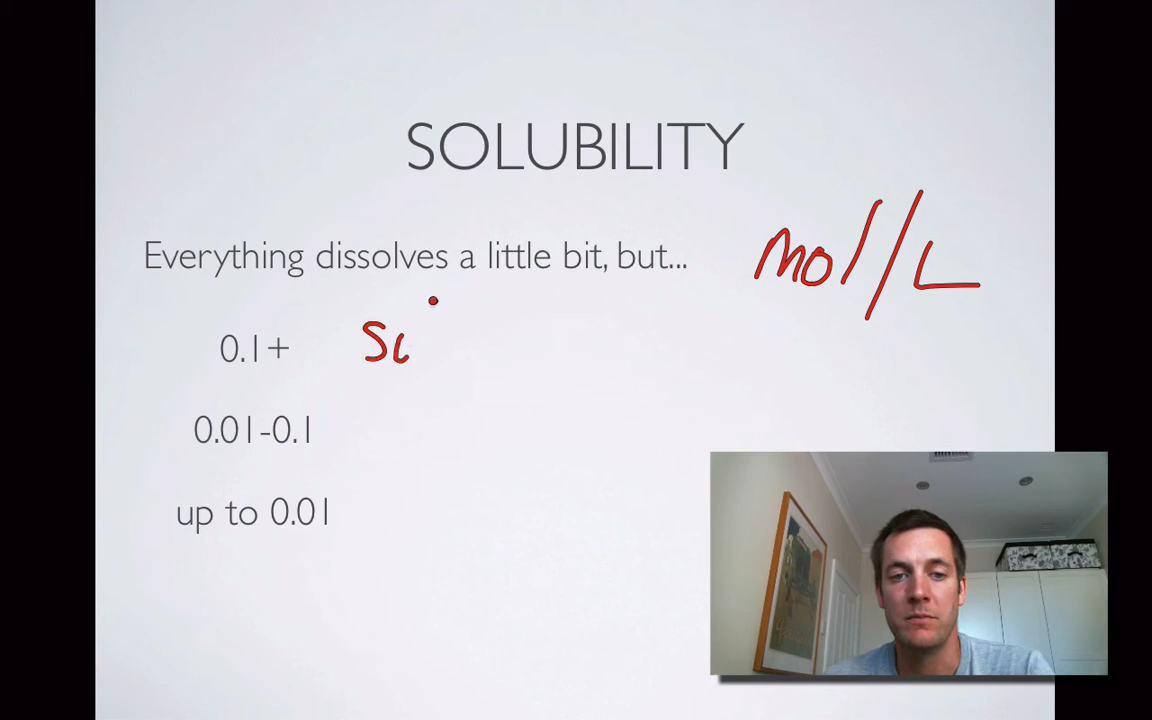 SOLUBILITY
Everything dissolves a little bit, but...
mol/L
0.1+
0.01-0.1
up to 0.01